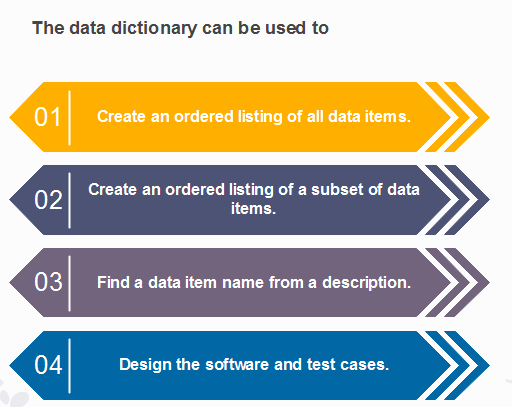 The data dictionary can be used to
01
Create an ordered listing of all data items.
02
Create an ordered listing of a subset of data
items.
03
Find a data item name from a description.
04
Design the software and test cases.